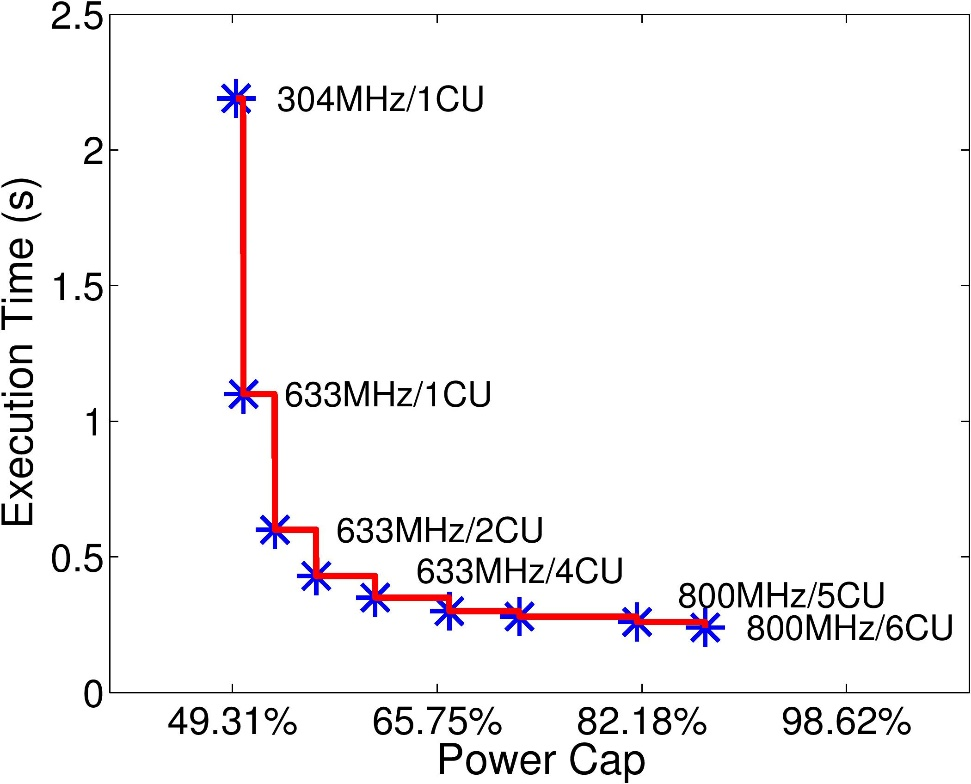 2.5
2
1.5
1
0.5
0
Execution Time (s)
304MHz/1CU
633MHz/1CU
633MHz/2CU
633MHz/4CU
800MHz/5CU
800MHz/6CU
49.31% 65.75% 82.18% 98.62%
Power Cap